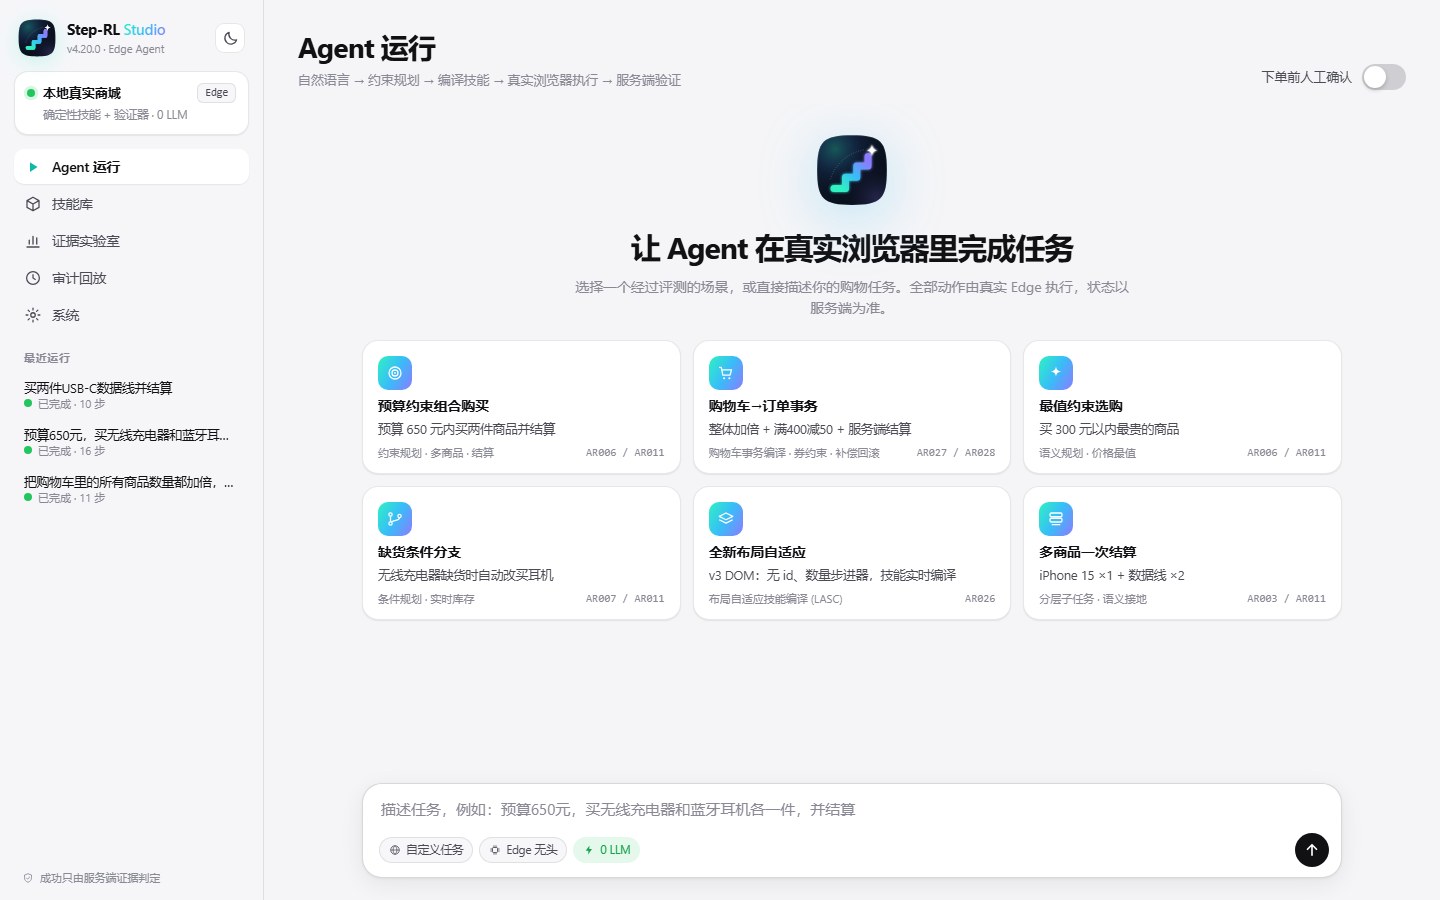 Step-RL Studio
v4.20.0 · Edge Agent
本地真实商城
Edge
确定性技能 + 验证器 · 0 LLM
Agent 运行
技能库
证据实验室
审计回放
系统
最近运行
买两件USB-C数据线并结算
已完成 · 10 步
预算650元，买无线充电器和蓝牙耳...
已完成 · 16 步
把购物车里的所有商品数量都加倍，...
已完成 · 11 步
成功只由服务端证据判定
Agent 运行
自然语言 → 约束规划 → 编译技能 → 真实浏览器执行 → 服务端验证
下单前人工确认
让 Agent 在真实浏览器里完成任务
选择一个经过评测的场景，或直接描述你的购物任务。全部动作由真实 Edge 执行，状态以
服务端为准。
预算约束组合购买
预算 650 元内买两件商品并结算
约束规划 · 多商品 · 结算
AR006 / AR011
购物车→订单事务
整体加倍 + 满400减50 + 服务端结算
购物车事务编译 · 券约束 · 补偿回滚
AR027 / AR028
最值约束选购
买 300 元以内最贵的商品
语义规划 · 价格最值
AR006 / AR011
缺货条件分支
无线充电器缺货时自动改买耳机
条件规划 · 实时库存
AR007 / AR011
全新布局自适应
v3 DOM：无 id、数量步进器，技能实时编译
布局自适应技能编译 (LASC)
AR026
多商品一次结算
iPhone 15 ×1 + 数据线 ×2
分层子任务 · 语义接地
AR003 / AR011
描述任务，例如：预算650元，买无线充电器和蓝牙耳机各一件，并结算
自定义任务
Edge 无头
0 LLM